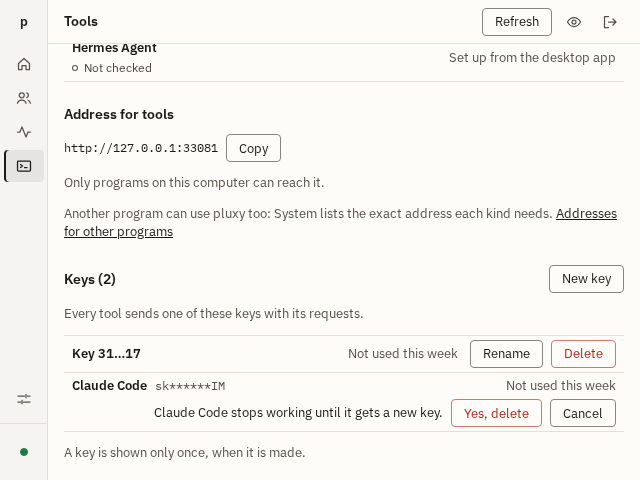 p
Tools
Refresh
Hermes Agent
Not checked
Set up from the desktop app
Address for tools
http://127.0.0.1:33081
Copy
Only programs on this computer can reach it.
Another program can use pluxy too: System lists the exact address each kind needs. Addresses
for other programs
Keys (2)
New key
Every tool sends one of these keys with its requests.
Key 31…17
Not used this week
Rename
Delete
Claude Code sk******IM
Not used this week
Claude Code stops working until it gets a new key.
Yes, delete
Cancel
A key is shown only once, when it is made.